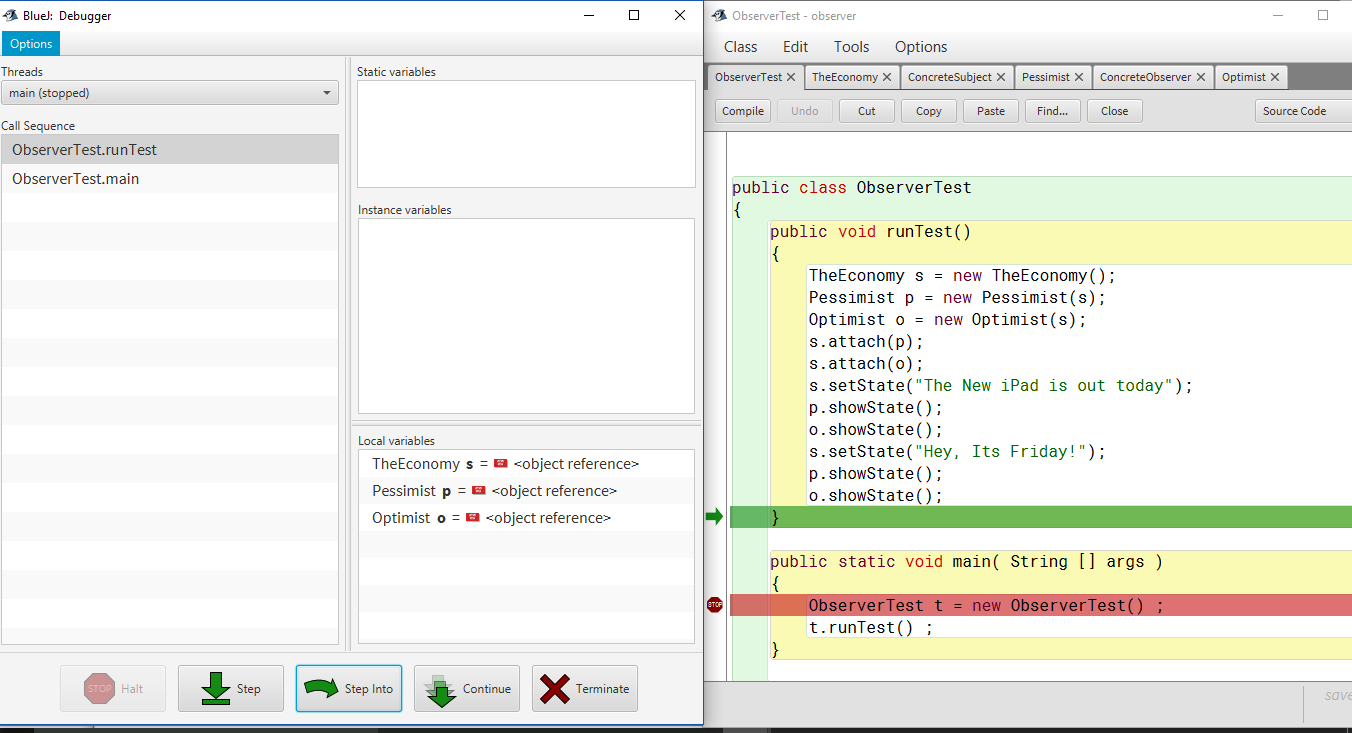 BlueJ: Debugger
Options
Threads
main (stopped)
Call Sequence
ObserverTest.runTest
ObserverTest.main
Static variables
Instance variables
Local variables
TheEconomy s = <object reference>
Pessimist p = <object reference>
Optimist o = <object reference>
STOP Halt
Step
Step Into
Continue
Terminate
ObserverTest - observer
Class Edit Tools Options
ObserverTest TheEconomy ConcreteSubject Pessimist ConcreteObserver Optimist
Compile Undo Cut Copy Paste Find... Close Source Code
public class ObserverTest
{
public void runTest()
{
TheEconomy s = new TheEconomy();
Pessimist p = new Pessimist(s);
Optimist o = new Optimist(s);
s.attach(p);
s.attach(o);
s.setState("The New iPad is out today");
p.showState();
o.showState();
s.setState("Hey, Its Friday!");
p.showState();
o.showState();
}
public static void main( String [] args )
{
STOP ObserverTest t = new ObserverTest() ;
t.runTest() ;
}
save